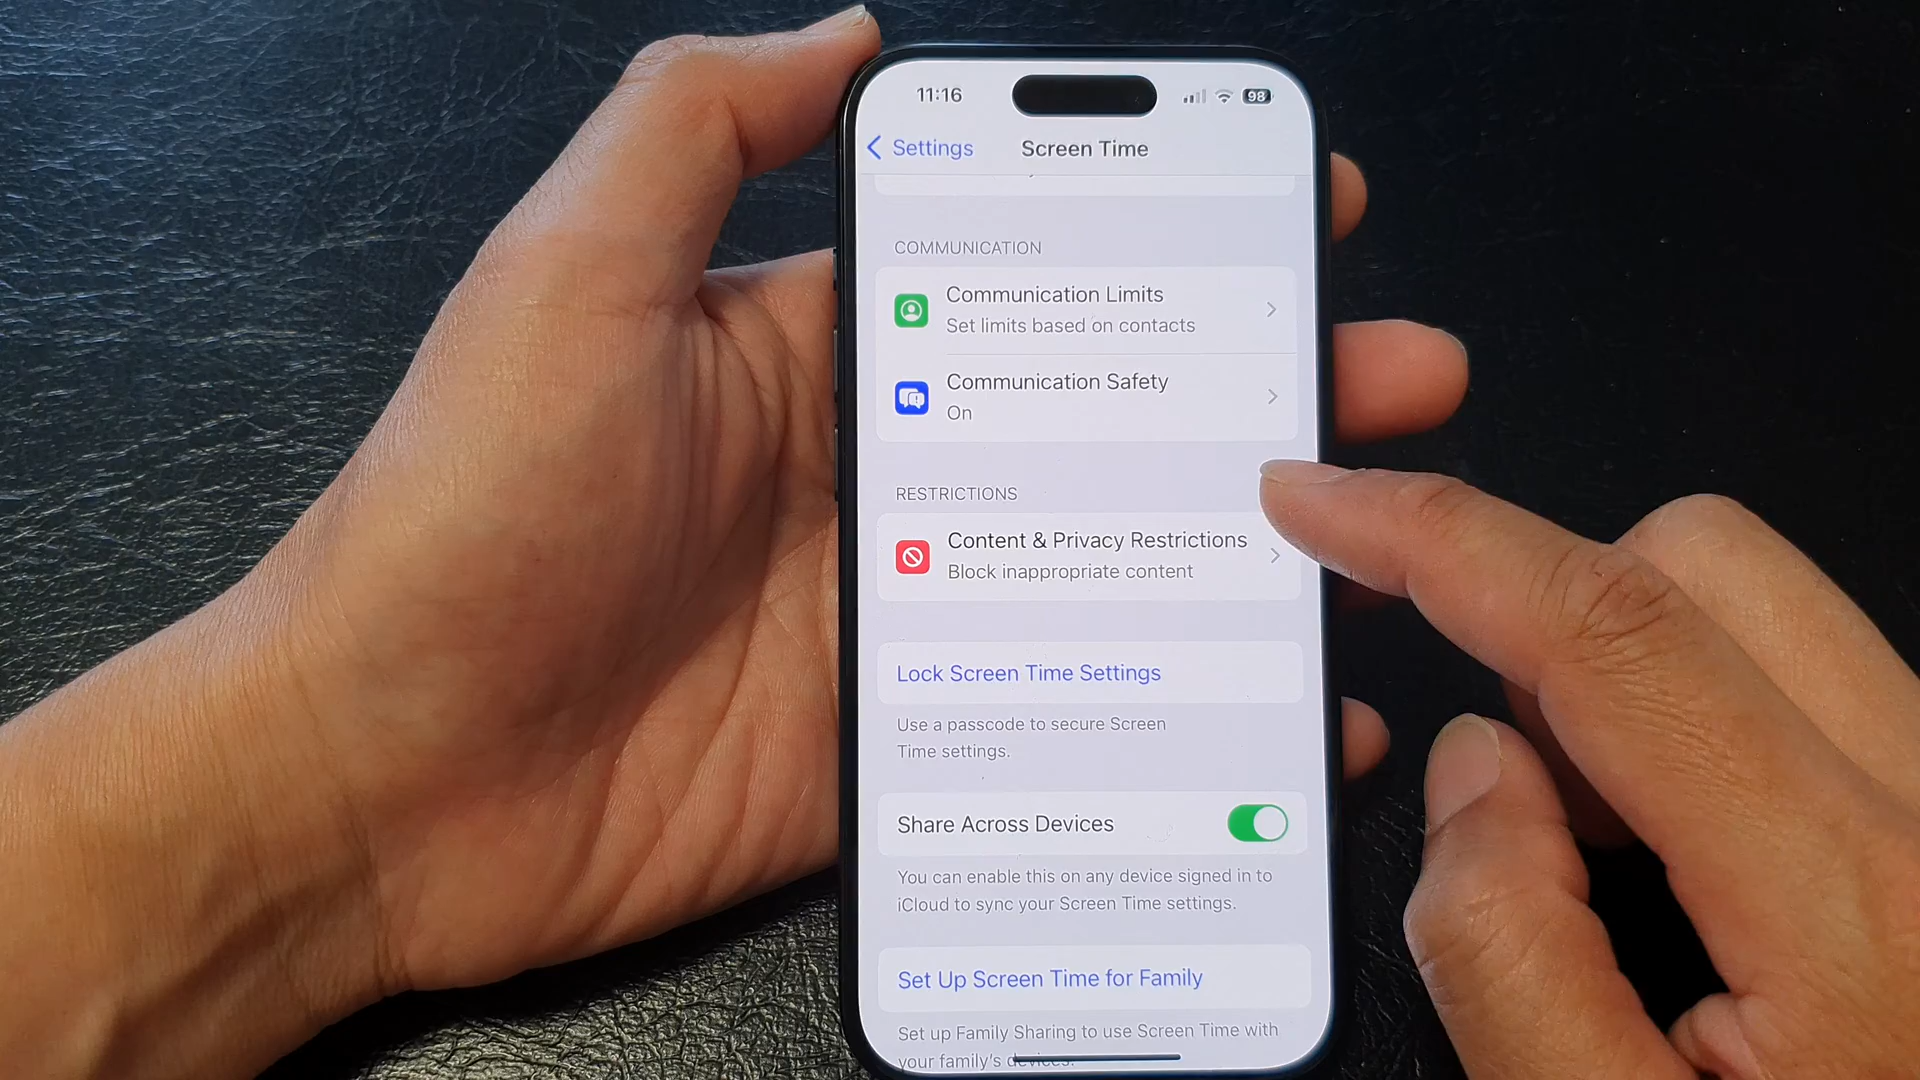 11:16
98
Settings
Screen Time
COMMUNICATION
Communication Limits
Set limits based on contacts
Communication Safety
On
RESTRICTIONS
Content & Privacy Restrictions
Block inappropriate content
Lock Screen Time Settings
Use a passcode to secure Screen
Time settings.
Share Across Devices
You can enable this on any device signed in to
iCloud to sync your Screen Time settings.
Set Up Screen Time for Family
Set up Family Sharing to use Screen Time with
your family's devices.